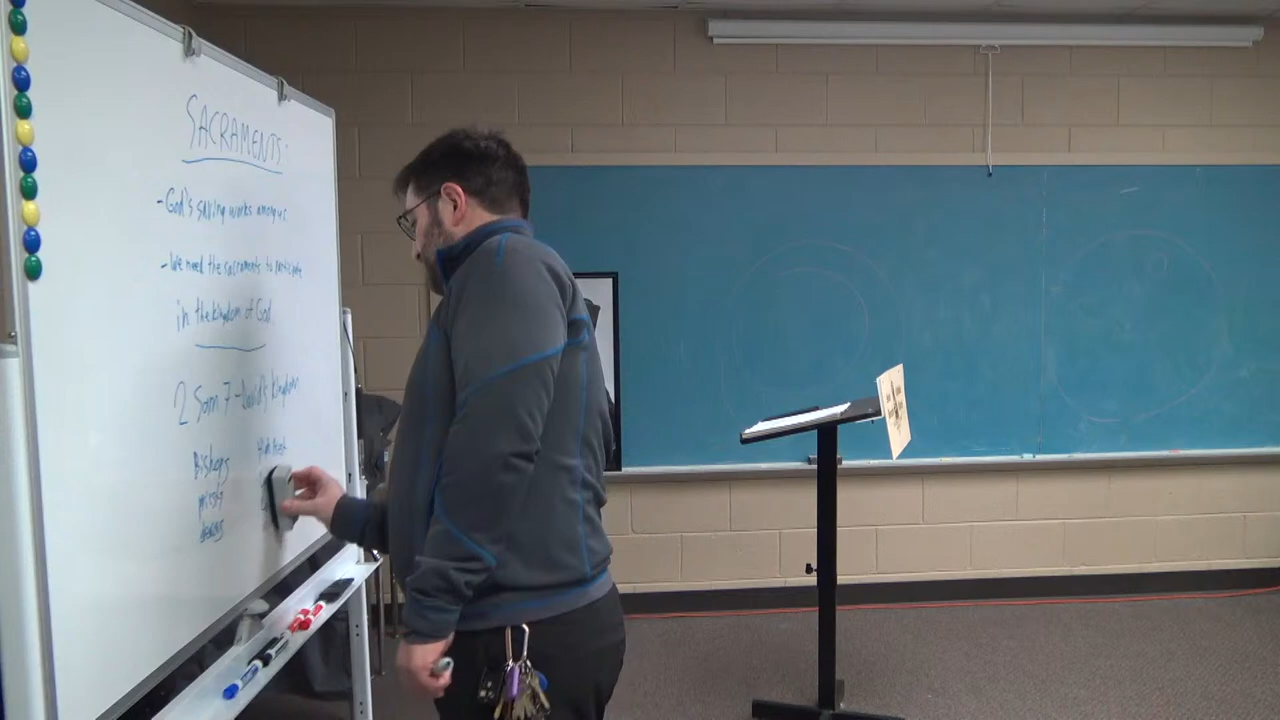 SACRAMENTS:
-God's saving works among us
-We need the sacraments to participate
in the kingdom of God
2 Sam 7-David's kingdom
Bishops
priests
deacons